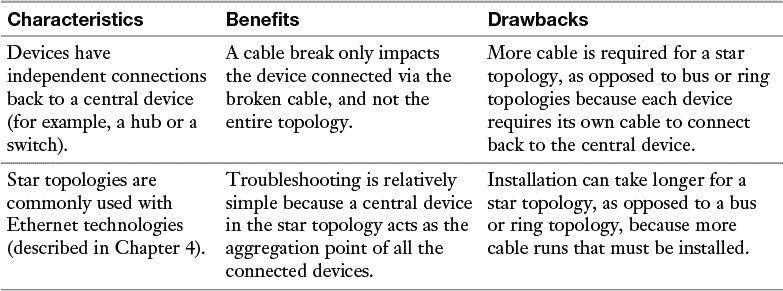 Characteristics Benefits Drawbacks
Devices have
independent connections
back to a central device
(for example, a hub or a
switch).
A cable break only impacts
the device connected via the
broken cable, and not the
entire topology.
More cable is required for a star
topology, as opposed to bus or ring
topologies because each device
requires its own cable to connect
back to the central device.
Star topologies are
commonly used with
Ethernet technologies
(described in Chapter 4).
Troubleshooting is relatively
simple because a central device
in the star topology acts as the
aggregation point of all the
connected devices.
Installation can take longer for a
star topology, as opposed to a bus
or ring topology, because more
cable runs that must be installed.